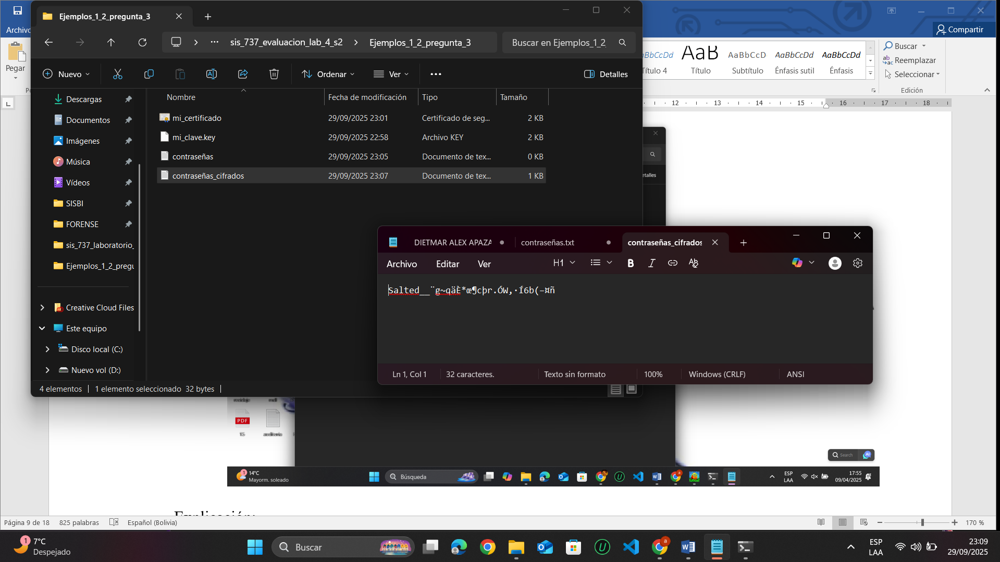 Ejemplos_1_2_pregunta_3
sis_737_evaluacion_lab_4_s2
Ejemplos_1_2_pregunta_3
Buscar en Ejemplos_1_2_
Nuevo
Ordenar
Ver
Detalles
Archivo
Pegar
Compartir
AaBbCcD
AaBbCcDd
AaBbCcDd
Título 4
Título
Subtítulo
Énfasis sutil
Énfasis
Buscar
Reemplazar
Seleccionar
Edición
12
13
14
15
16
17
18
Descargas
Documentos
Imágenes
Música
Vídeos
SISBI
FORENSE
sis_737_laboratorio_
Ejemplos_1_2_pregu
Creative Cloud Files
Este equipo
Disco local (C:)
Nuevo vol (D:)
Nombre
Fecha de modificación
Tipo
Tamaño
mi_certificado
29/09/2025 23:01
Certificado de seg...
2 KB
mi_clave.key
29/09/2025 22:58
Archivo KEY
2 KB
contraseñas
29/09/2025 23:05
Documento de tex...
0 KB
contraseñas_cifrados
29/09/2025 23:07
Documento de tex...
1 KB
4 elementos
1 elemento seleccionado 32 bytes
etalles
DIETMAR ALEX APAZA
contraseñas.txt
contraseñas_cifrados
Archivo
Editar
Ver
H1
Salted__¨g~qäÈ*œ¶cþr.ÓW,·Í6b(–¤ñ
Ln 1, Col 1
32 caracteres.
Texto sin formato
100%
Windows (CRLF)
ANSI
PDF
15
auditoria
Search
14°C
Mayorm. soleado
Búsqueda
ESP
LAA
17:55
09/04/2025
Explicación:
Página 9 de 18
825 palabras
Español (Bolivia)
170 %
7°C
Despejado
Buscar
ESP
LAA
23:09
29/09/2025